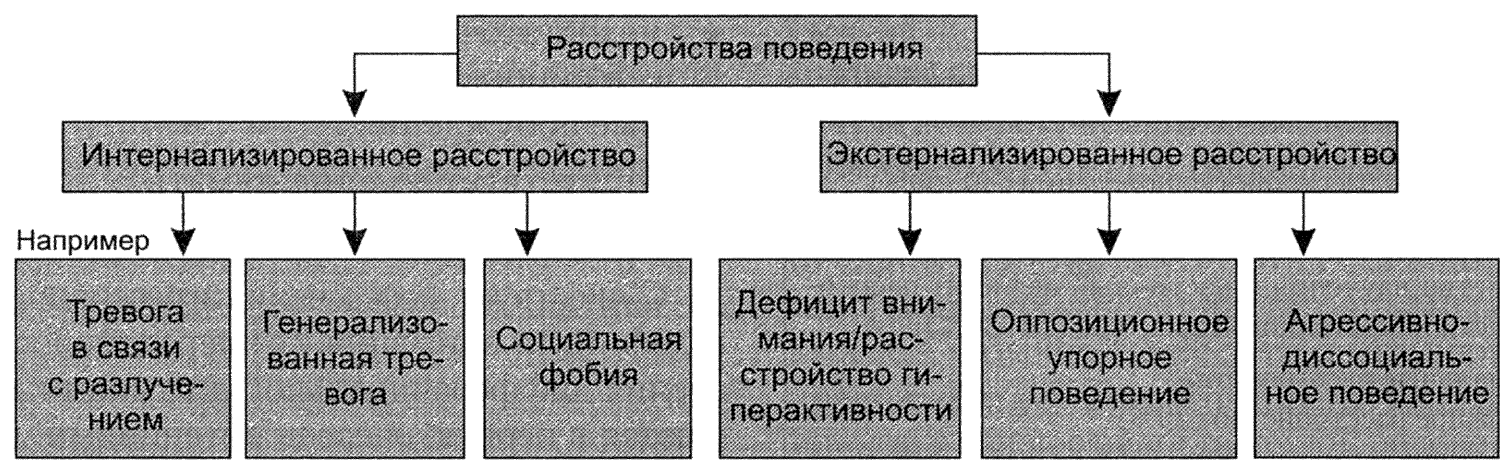 Расстройства поведения
Интернализированное расстройство
Экстернализированное расстройство
Например
Тревога
в связи
с разлуче-
нием
Генерализо-
ванная тре-
вога
Социальная
фобия
Дефицит вни-
мания/рас-
стройство ги-
перактивности
Оппозиционное
упорное
поведение
Агрессивно-
диссоциаль-
ное поведение